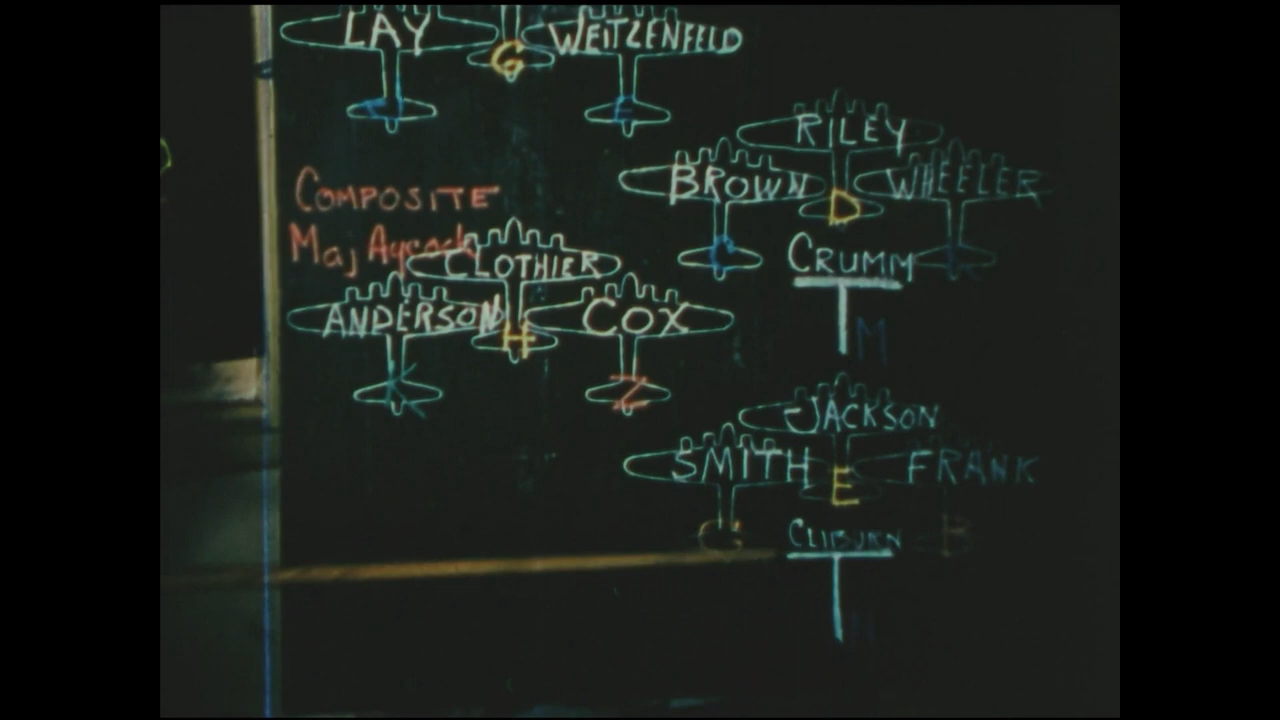 LAY
WEITZENFELD
G
RILEY
BROWN
WHEELER
D
C
CRUMM
M
COMPOSITE
Maj Aycock
CLOTHIER
ANDERSON
COX
H
K
Z
JACKSON
SMITH
FRANK
E
G
B
CLIBURN